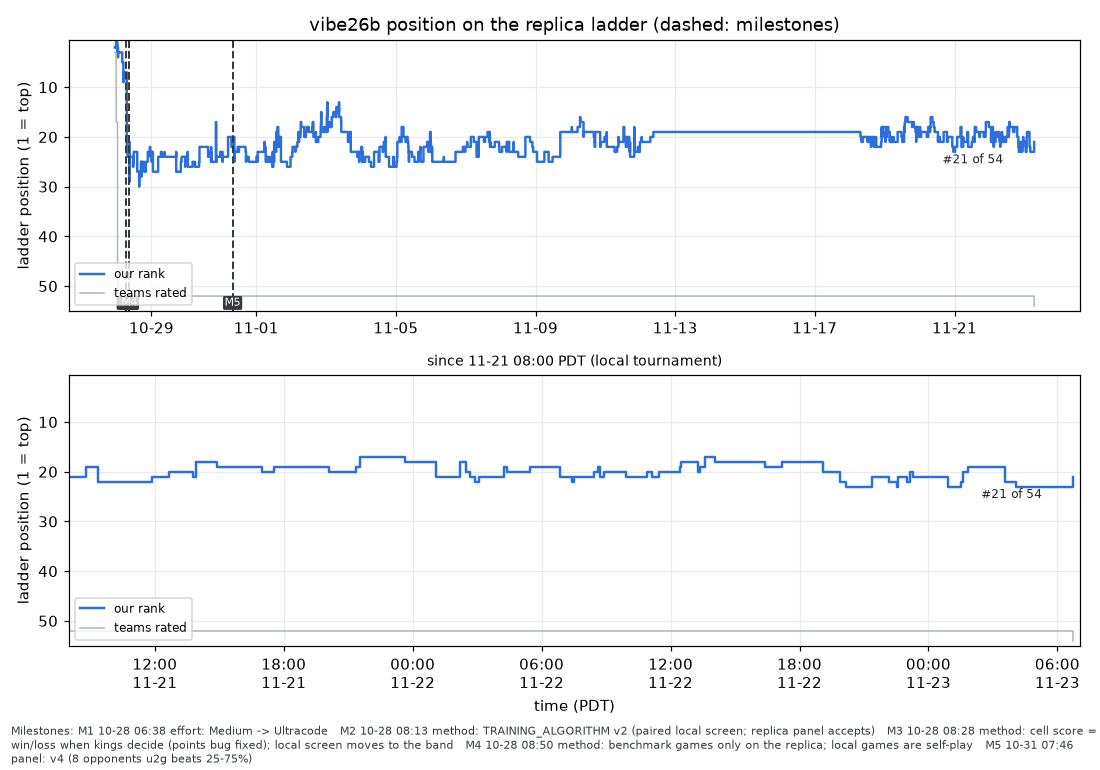 vibe26b position on the replica ladder (dashed: milestones)
ladder position (1 = top)
10
20
30
40
50
#21 of 54
our rank
teams rated
M5
10-29
11-01
11-05
11-09
11-13
11-17
11-21
since 11-21 08:00 PDT (local tournament)
ladder position (1 = top)
10
20
30
40
50
#21 of 54
our rank
teams rated
12:00
11-21
18:00
11-21
00:00
11-22
06:00
11-22
12:00
11-22
18:00
11-22
00:00
11-23
06:00
11-23
time (PDT)
Milestones: M1 10-28 06:38 effort: Medium -> Ultracode M2 10-28 08:13 method: TRAINING_ALGORITHM v2 (paired local screen; replica panel accepts) M3 10-28 08:28 method: cell score =
win/loss when kings decide (points bug fixed); local screen moves to the band M4 10-28 08:50 method: benchmark games only on the replica; local games are self-play M5 10-31 07:46
panel: v4 (8 opponents u2g beats 25-75%)